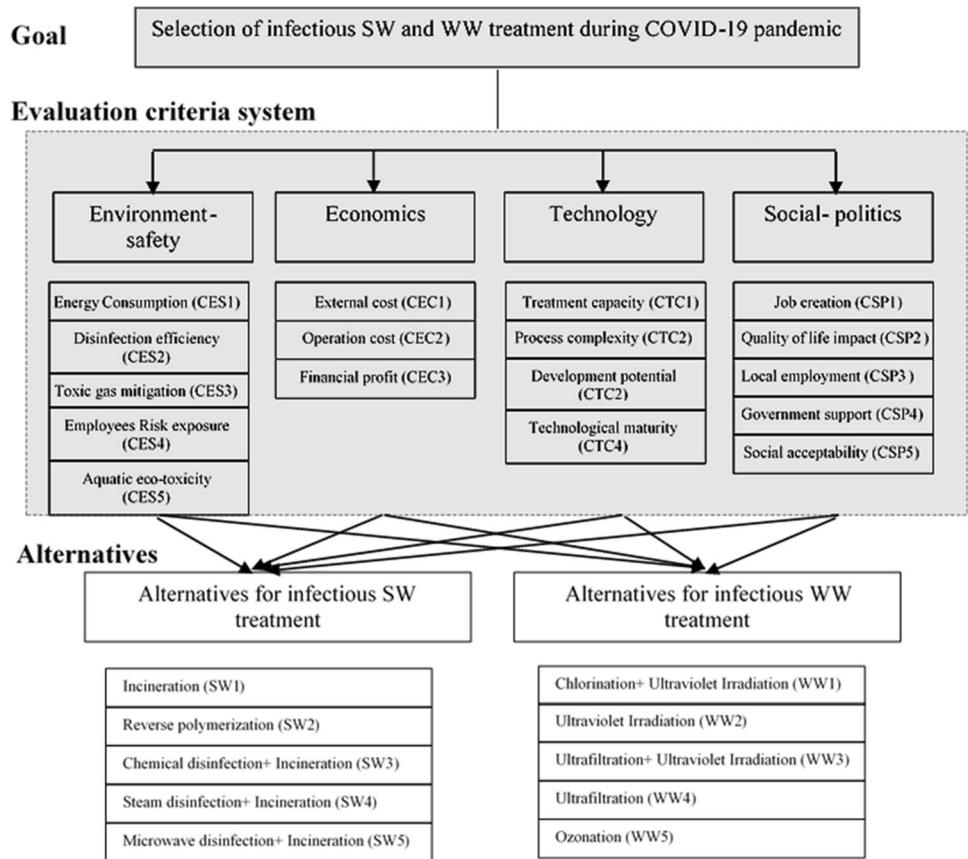 Goal
Selection of infectious SW and WW treatment during COVID-19 pandemic
Evaluation criteria system
Environment-
safety
Energy Consumption (CES1)
Disinfection efficiency
(CES2)
Toxic gas mitigation (CES3)
Employees Risk exposure
(CES4)
Aquatic eco-toxicity
(CES5)
Economics
External cost (CEC1)
Operation cost (CEC2)
Financial profit (CEC3)
Technology
Treatment capacity (CTC1)
Process complexity (CTC2)
Development potential
(CTC2)
Technological maturity
(CTC4)
Social- politics
Job creation (CSP1)
Quality of life impact (CSP2)
Local employment (CSP3)
Government support (CSP4)
Social acceptability (CSP5)
Alternatives
Alternatives for infectious SW
treatment
Incineration (SW1)
Reverse polymerization (SW2)
Chemical disinfection+ Incineration (SW3)
Steam disinfection+ Incineration (SW4)
Microwave disinfection+ Incineration (SW5)
Alternatives for infectious WW
treatment
Chlorination+ Ultraviolet Irradiation (WW1)
Ultraviolet Irradiation (WW2)
Ultrafiltration+ Ultraviolet Irradiation (WW3)
Ultrafiltration (WW4)
Ozonation (WW5)